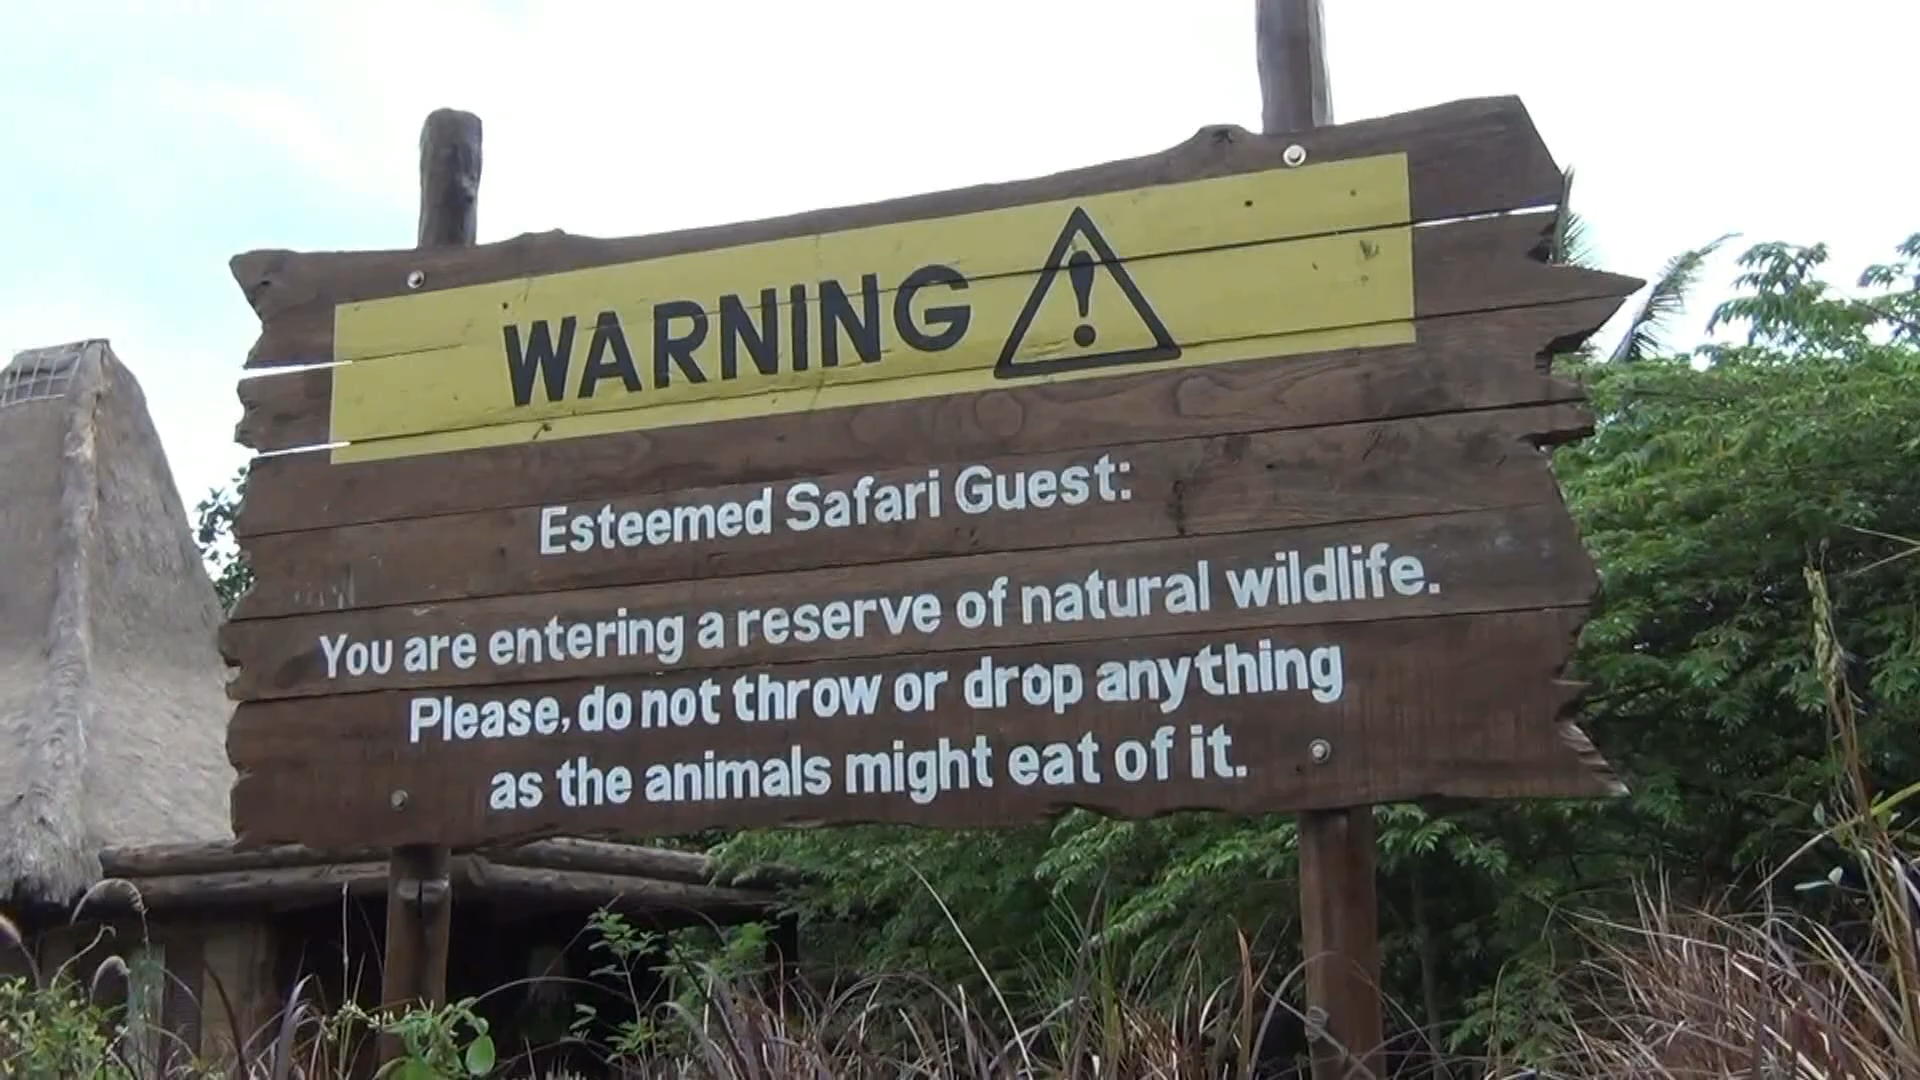 WARNING
Esteemed Safari Guest:
You are entering a reserve of natural wildlife.
Please, do not throw or drop anything
as the animals might eat of it.